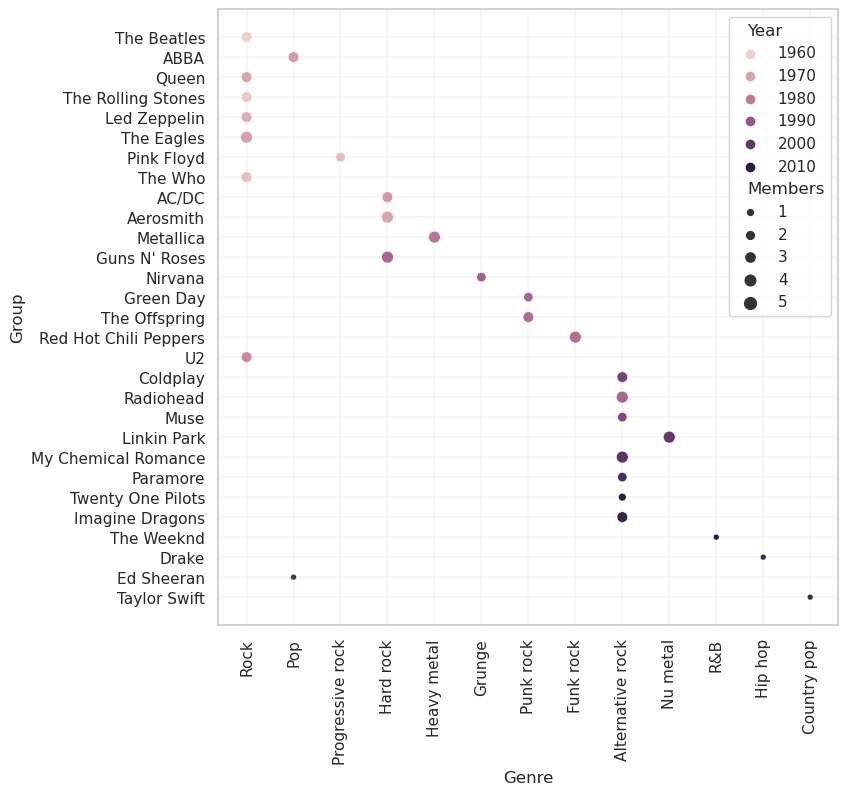 The Beatles
ABBA
Queen
The Rolling Stones
Led Zeppelin
The Eagles
Pink Floyd
The Who
AC/DC
Aerosmith
Metallica
Guns N' Roses
Nirvana
Green Day
The Offspring
Red Hot Chili Peppers
U2
Coldplay
Radiohead
Muse
Linkin Park
My Chemical Romance
Paramore
Twenty One Pilots
Imagine Dragons
The Weeknd
Drake
Ed Sheeran
Taylor Swift
Group
Year
1960
1970
1980
1990
2000
2010
Members
1
2
3
4
5
Rock
Pop
Progressive rock
Hard rock
Heavy metal
Grunge
Punk rock
Funk rock
Alternative rock
Nu metal
R&B
Hip hop
Country pop
Genre